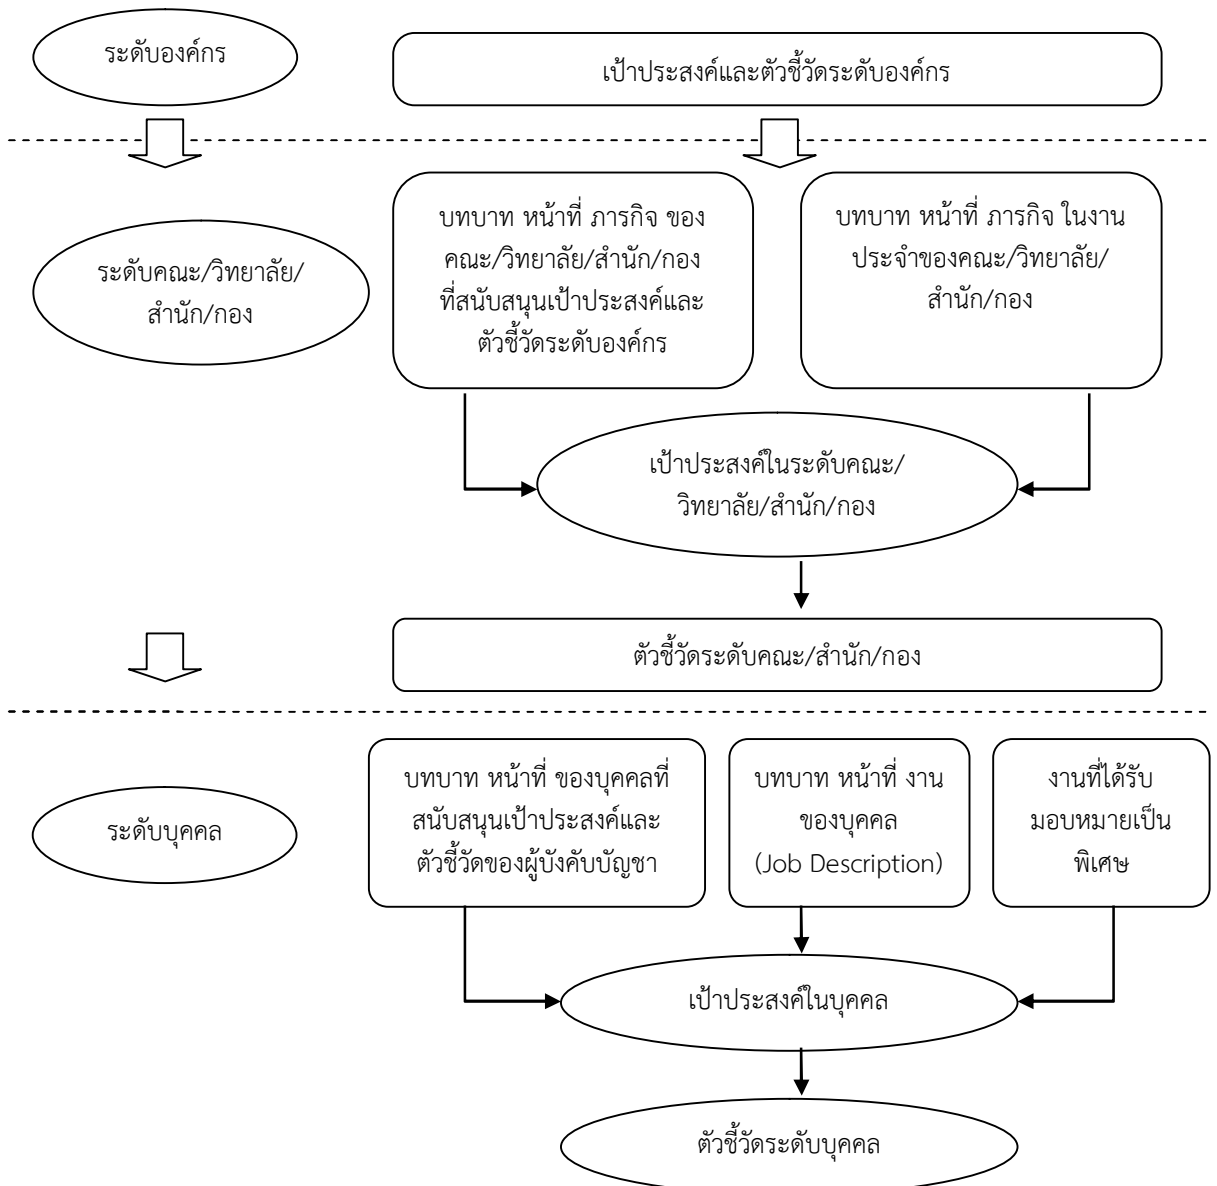 ระดับองค์กร
เป้าประสงค์และตัวชี้วัดระดับองค์กร
ระดับคณะ/วิทยาลัย/
สำนัก/กอง
บทบาท หน้าที่ ภารกิจ ของ
คณะ/วิทยาลัย/สำนัก/กอง
ที่สนับสนุนเป้าประสงค์และ
ตัวชี้วัดระดับองค์กร
บทบาท หน้าที่ ภารกิจ ในงาน
ประจำของคณะ/วิทยาลัย/
สำนัก/กอง
เป้าประสงค์ในระดับคณะ/
วิทยาลัย/สำนัก/กอง
ตัวชี้วัดระดับคณะ/สำนัก/กอง
ระดับบุคคล
บทบาท หน้าที่ ของบุคคลที่
สนับสนุนเป้าประสงค์และ
ตัวชี้วัดของผู้บังคับบัญชา
บทบาท หน้าที่ งาน
ของบุคคล
(Job Description)
งานที่ได้รับ
มอบหมายเป็น
พิเศษ
เป้าประสงค์ในบุคคล
ตัวชี้วัดระดับบุคคล